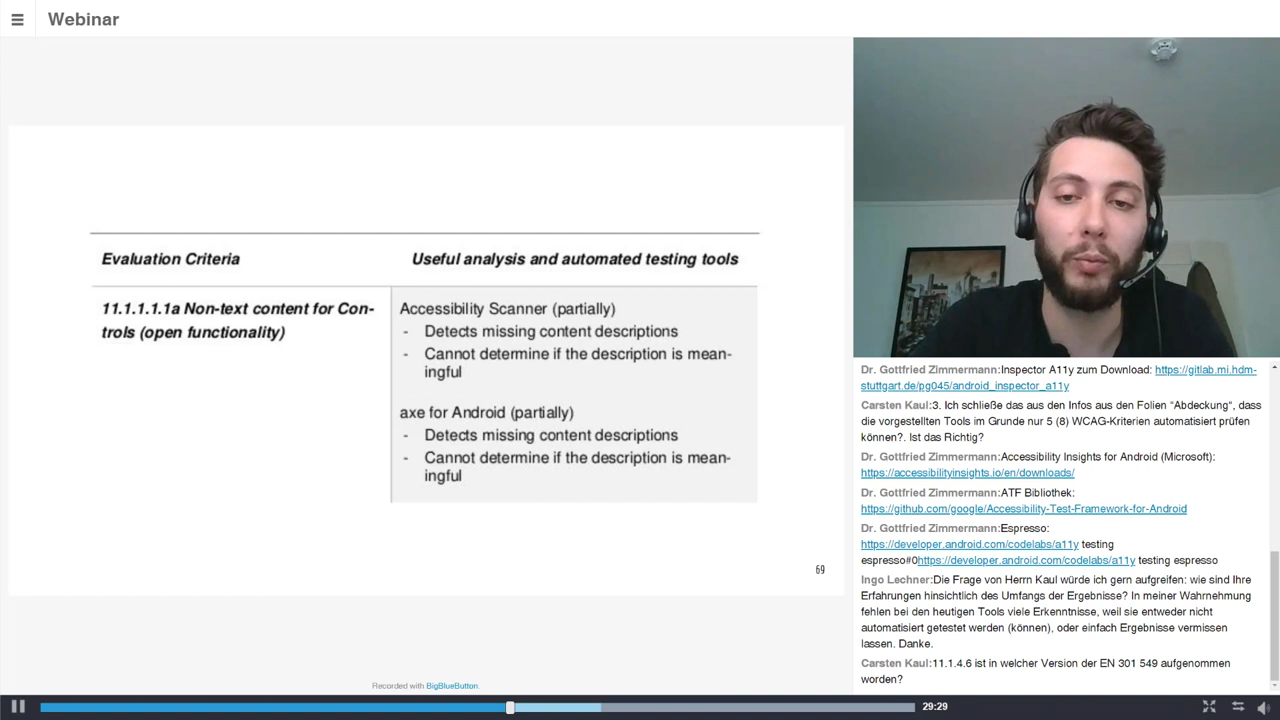 Webinar
Evaluation Criteria
Useful analysis and automated testing tools
11.1.1.1.1a Non-text content for Con-
trols (open functionality)
Accessibility Scanner (partially)
- Detects missing content descriptions
- Cannot determine if the description is mean-
ingful
axe for Android (partially)
- Detects missing content descriptions
- Cannot determine if the description is mean-
ingful
69
Recorded with BigBlueButton.
Dr. Gottfried Zimmermann:Inspector A11y zum Download: https://gitlab.mi.hdm-
stuttgart.de/pg045/android_inspector_a11y
Carsten Kaul:3. Ich schließe das aus den Infos aus den Folien "Abdeckung", dass
die vorgestellten Tools im Grunde nur 5 (8) WCAG-Kriterien automatisiert prüfen
können?. Ist das Richtig?
Dr. Gottfried Zimmermann:Accessibility Insights for Android (Microsoft):
https://accessibilityinsights.io/en/downloads/
Dr. Gottfried Zimmermann:ATF Bibliothek:
https://github.com/google/Accessibility-Test-Framework-for-Android
Dr. Gottfried Zimmermann:Espresso:
https://developer.android.com/codelabs/a11y testing
espresso#0https://developer.android.com/codelabs/a11y testing espresso
Ingo Lechner:Die Frage von Herrn Kaul würde ich gern aufgreifen: wie sind Ihre
Erfahrungen hinsichtlich des Umfangs der Ergebnisse? In meiner Wahrnehmung
fehlen bei den heutigen Tools viele Erkenntnisse, weil sie entweder nicht
automatisiert getestet werden (können), oder einfach Ergebnisse vermissen
lassen. Danke.
Carsten Kaul:11.1.4.6 ist in welcher Version der EN 301 549 aufgenommen
worden?
29:29